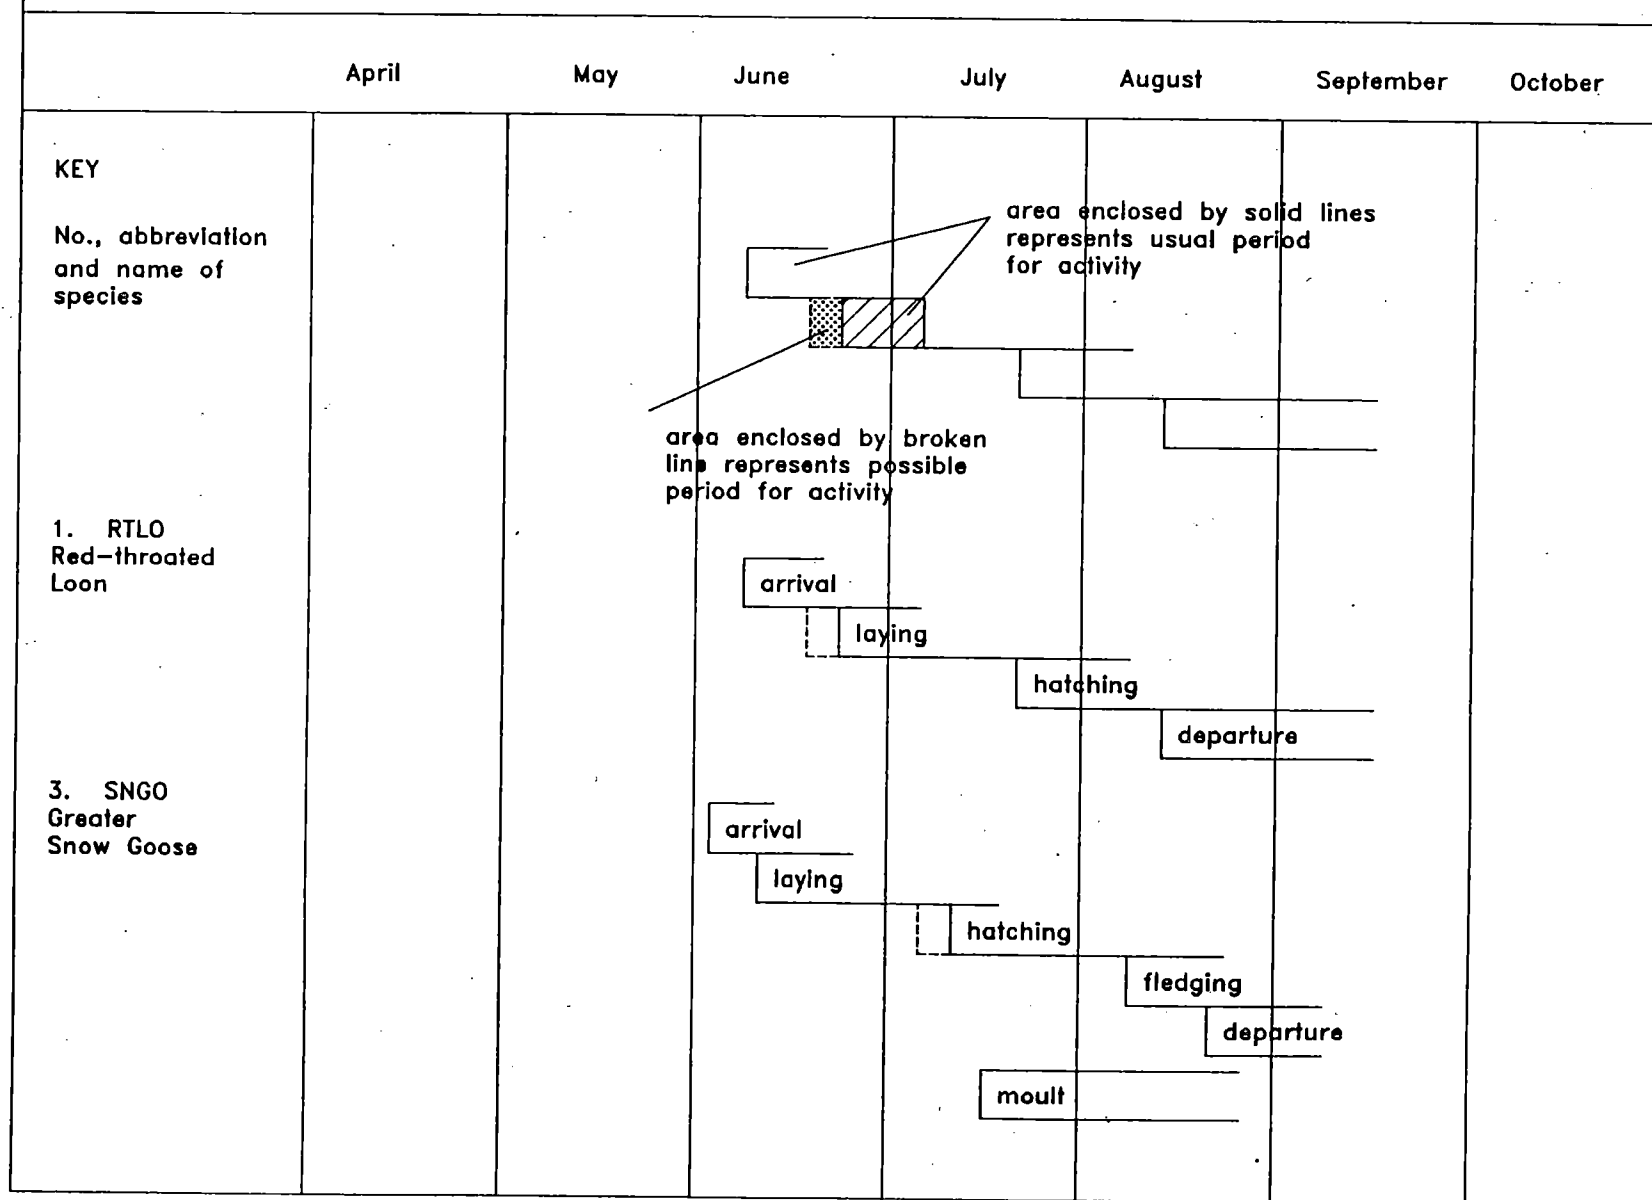 April May June July August September October
KEY
No., abbreviation
and name of
species
area enclosed by solid lines
represents usual period
for activity
area enclosed by broken
line represents possible
period for activity
1. RTLO
Red-throated
Loon
arrival
laying
hatching
departure
3. SNGO
Greater
Snow Goose
arrival
laying
hatching
fledging
departure
moult